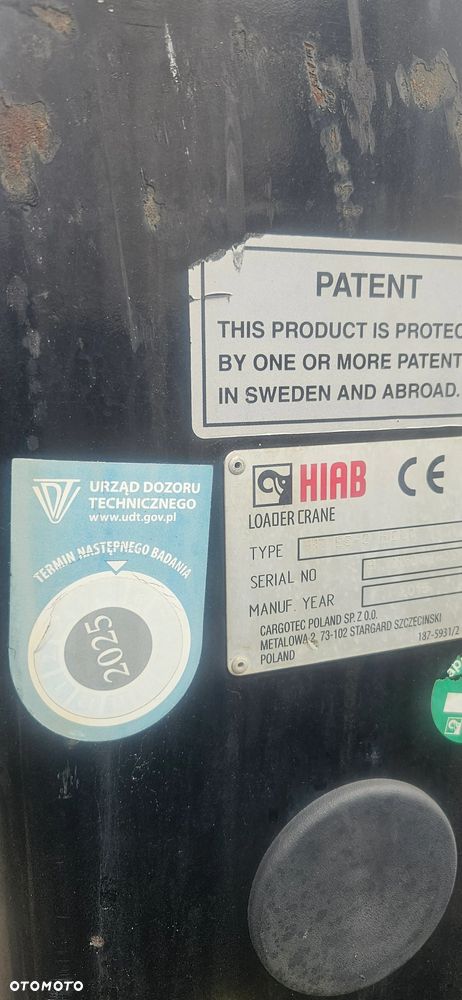 PATENT
THIS PRODUCT IS PROTEC
BY ONE OR MORE PATENT
IN SWEDEN AND ABROAD.
URZĄD DOZORU
TECHNICZNEGO
www.udt.gov.pl
TERMIN NASTĘPNEGO BADANIA
2025
HIAB CE
LOADER CRANE
TYPE
SERIAL NO
MANUF. YEAR
CARGOTEC POLAND SP. Z O.O.
METALOWA 2, 73-102 STARGARD SZCZECINSKI
POLAND
187-5931/2
OTOMOTO